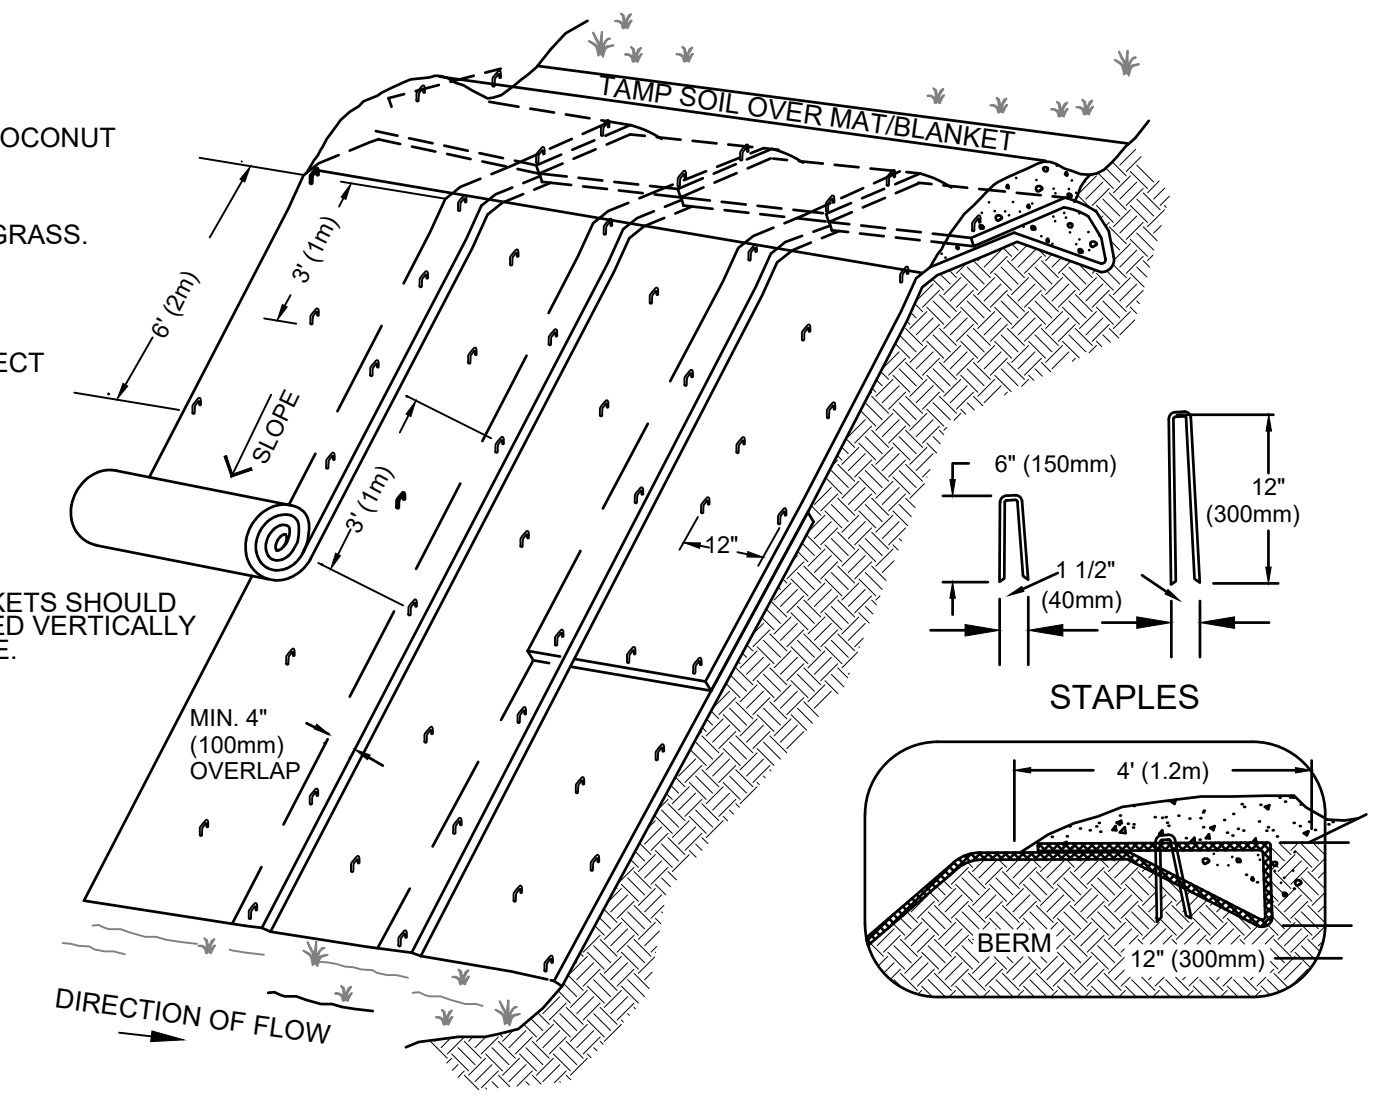 OCONUT
GRASS.
ECT
KETS SHOULD
ED VERTICALLY
E.
TAMP SOIL OVER MAT/BLANKET
3' (1m)
6' (2m)
SLOPE
3' (1m)
12"
MIN. 4"
(100mm)
OVERLAP
DIRECTION OF FLOW
6" (150mm)
12"
(300mm)
1 1/2"
(40mm)
STAPLES
4' (1.2m)
BERM
12" (300mm)